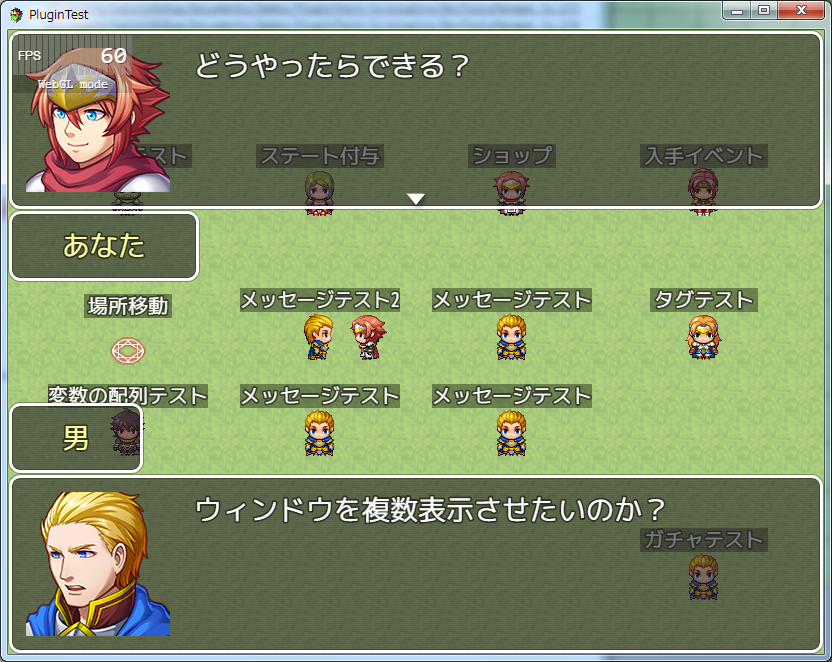 PluginTest
FPS 60
WebGL mode
どうやったらできる？
スト ステート付与 ショップ 入手イベント
あなた
場所移動 メッセージテスト2 メッセージテスト タグテスト
変数の配列テスト メッセージテスト メッセージテスト
男
ウィンドウを複数表示させたいのか？
ガチャテスト